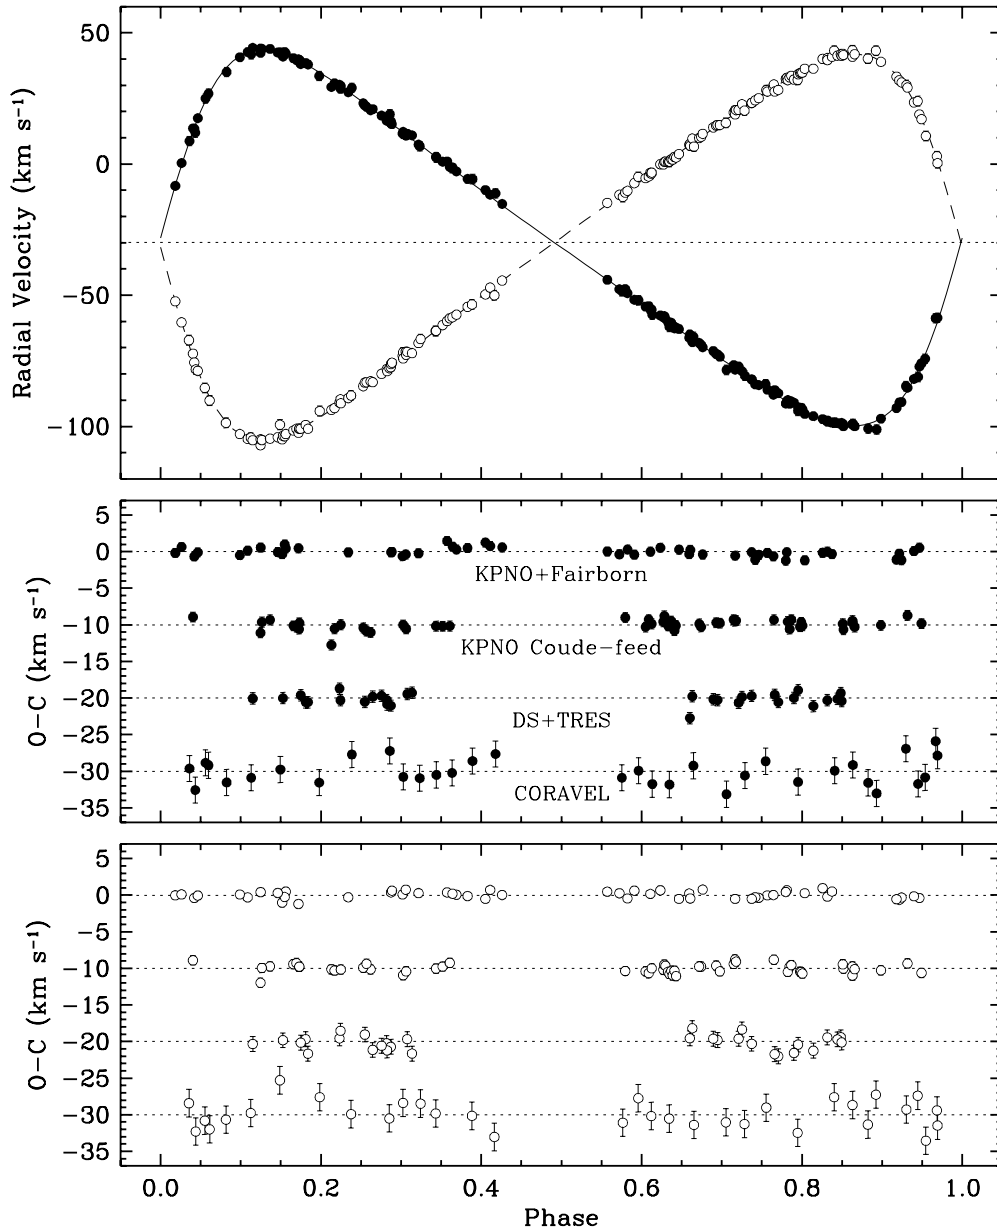 50
0
−50
−100
Radial Velocity (km s⁻¹)
5
0
−5
−10
−15
−20
−25
−30
−35
O−C (km s⁻¹)
KPNO+Fairborn
KPNO Coude−feed
DS+TRES
CORAVEL
5
0
−5
−10
−15
−20
−25
−30
−35
O−C (km s⁻¹)
0.0 0.2 0.4 0.6 0.8 1.0
Phase